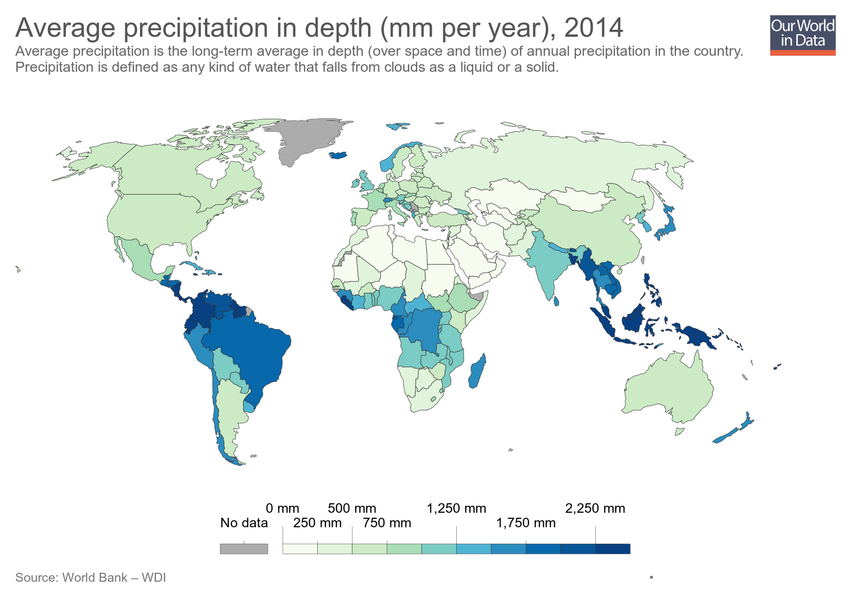 Average precipitation in depth (mm per year), 2014
Our World
in Data
Average precipitation is the long-term average in depth (over space and time) of annual precipitation in the country.
Precipitation is defined as any kind of water that falls from clouds as a liquid or a solid.
0 mm 500 mm 1,250 mm 2,250 mm
No data 250 mm 750 mm 1,750 mm
Source: World Bank – WDI